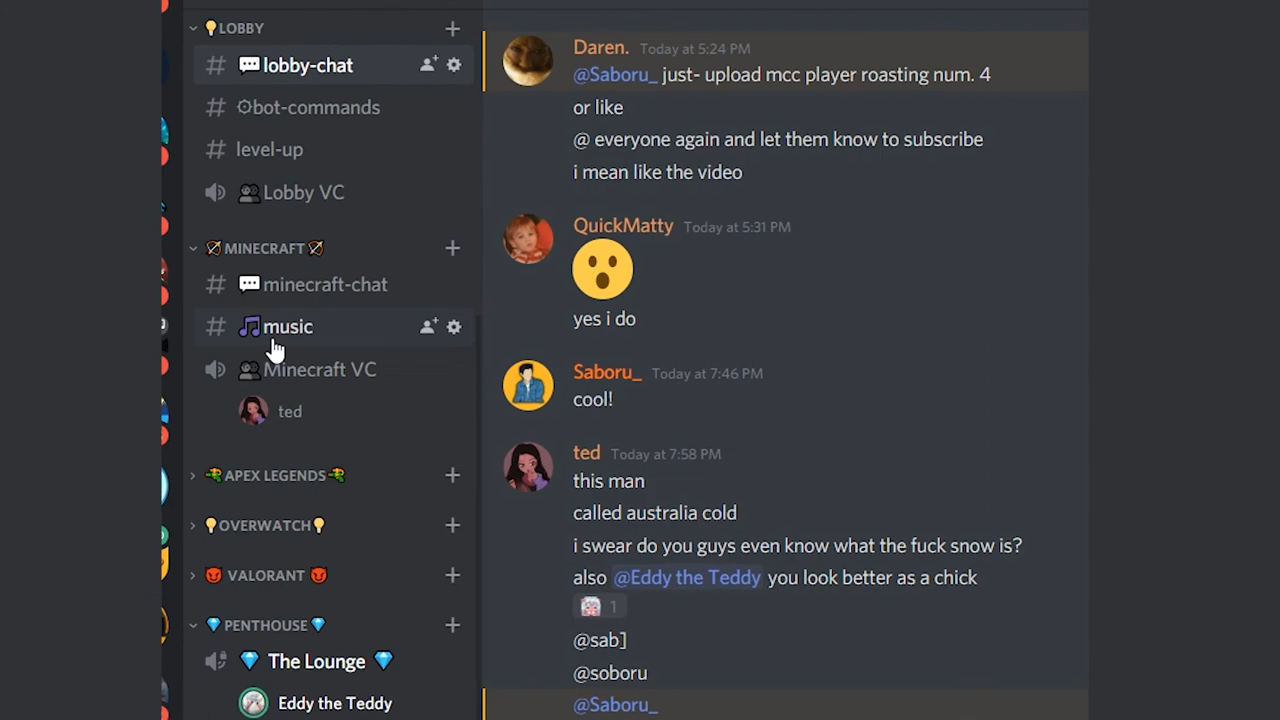 LOBBY
lobby-chat
bot-commands
level-up
Lobby VC
MINECRAFT
minecraft-chat
music
Minecraft VC
ted
APEX LEGENDS
OVERWATCH
VALORANT
PENTHOUSE
The Lounge
Eddy the Teddy
Daren. Today at 5:24 PM
@Saboru_ just- upload mcc player roasting num. 4
or like
@ everyone again and let them know to subscribe
i mean like the video
QuickMatty Today at 5:31 PM
yes i do
Saboru_ Today at 7:46 PM
cool!
ted Today at 7:58 PM
this man
called australia cold
i swear do you guys even know what the fuck snow is?
also @Eddy the Teddy you look better as a chick
1
@sab]
@soboru
@Saboru_